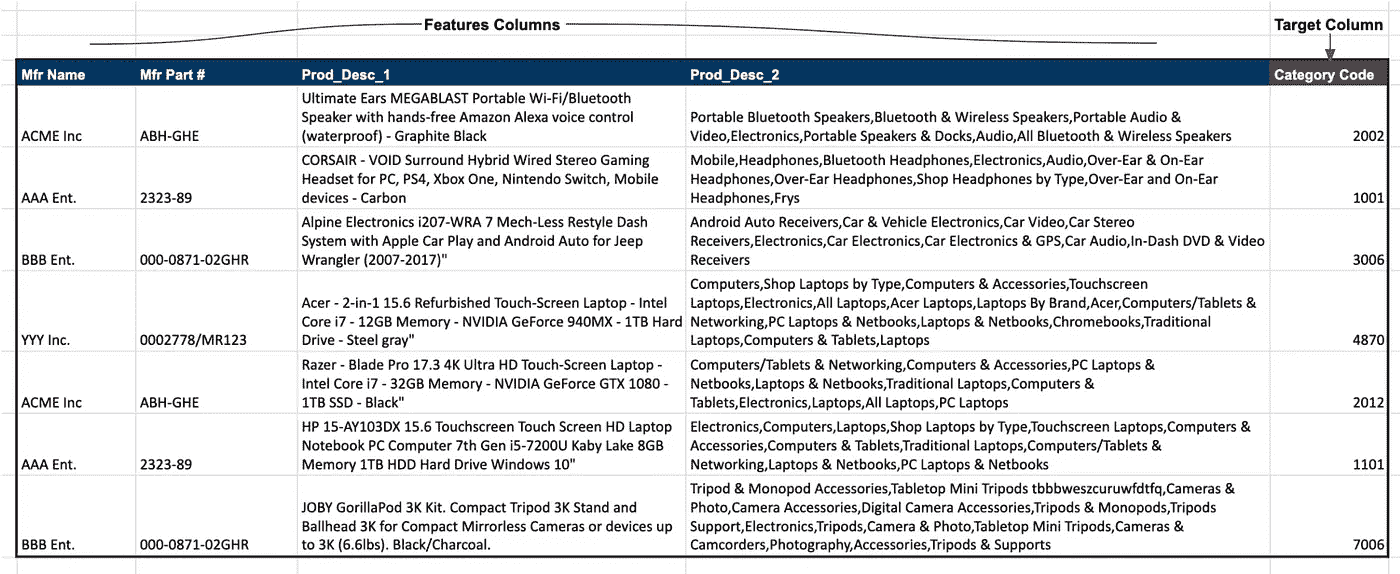 Features Columns
Target Column
Mfr Name
Mfr Part #
Prod_Desc_1
Prod_Desc_2
Category Code
ACME Inc
ABH-GHE
Ultimate Ears MEGABLAST Portable Wi-Fi/Bluetooth
Speaker with hands-free Amazon Alexa voice control
(waterproof) - Graphite Black
Portable Bluetooth Speakers,Bluetooth & Wireless Speakers,Portable Audio &
Video,Electronics,Portable Speakers & Docks,Audio,All Bluetooth & Wireless Speakers
2002
AAA Ent.
2323-89
CORSAIR - VOID Surround Hybrid Wired Stereo Gaming
Headset for PC, PS4, Xbox One, Nintendo Switch, Mobile
devices - Carbon
Mobile,Headphones,Bluetooth Headphones,Electronics,Audio,Over-Ear & On-Ear
Headphones,Over-Ear Headphones,Shop Headphones by Type,Over-Ear and On-Ear
Headphones,Frys
1001
BBB Ent.
000-0871-02GHR
Alpine Electronics i207-WRA 7 Mech-Less Restyle Dash
System with Apple Car Play and Android Auto for Jeep
Wrangler (2007-2017)"
Android Auto Receivers,Car & Vehicle Electronics,Car Video,Car Stereo
Receivers,Electronics,Car Electronics,Car Electronics & GPS,Car Audio,In-Dash DVD & Video
Receivers
3006
YYY Inc.
0002778/MR123
Acer - 2-in-1 15.6 Refurbished Touch-Screen Laptop - Intel
Core i7 - 12GB Memory - NVIDIA GeForce 940MX - 1TB Hard
Drive - Steel gray"
Computers,Shop Laptops by Type,Computers & Accessories,Touchscreen
Laptops,Electronics,All Laptops,Acer Laptops,Laptops By Brand,Acer,Computers/Tablets &
Networking,PC Laptops & Netbooks,Laptops & Netbooks,Chromebooks,Traditional
Laptops,Computers & Tablets,Laptops
4870
ACME Inc
ABH-GHE
Razer - Blade Pro 17.3 4K Ultra HD Touch-Screen Laptop -
Intel Core i7 - 32GB Memory - NVIDIA GeForce GTX 1080 -
1TB SSD - Black"
Computers/Tablets & Networking,Computers & Accessories,PC Laptops &
Netbooks,Laptops & Netbooks,Traditional Laptops,Computers &
Tablets,Electronics,Laptops,All Laptops,PC Laptops
2012
AAA Ent.
2323-89
HP 15-AY103DX 15.6 Touchscreen Touch Screen HD Laptop
Notebook PC Computer 7th Gen i5-7200U Kaby Lake 8GB
Memory 1TB HDD Hard Drive Windows 10"
Electronics,Computers,Laptops,Shop Laptops by Type,Touchscreen Laptops,Computers &
Accessories,Computers & Tablets,Traditional Laptops,Computers/Tablets &
Networking,Laptops & Netbooks,PC Laptops & Netbooks
1101
BBB Ent.
000-0871-02GHR
JOBY GorillaPod 3K Kit. Compact Tripod 3K Stand and
Ballhead 3K for Compact Mirrorless Cameras or devices up
to 3K (6.6lbs). Black/Charcoal.
Tripod & Monopod Accessories,Tabletop Mini Tripods tbbbweszcuruwfdtfq,Cameras &
Photo,Camera Accessories,Digital Camera Accessories,Tripods & Monopods,Tripods
Support,Electronics,Tripods,Camera & Photo,Tabletop Mini Tripods,Cameras &
Camcorders,Photography,Accessories,Tripods & Supports
7006